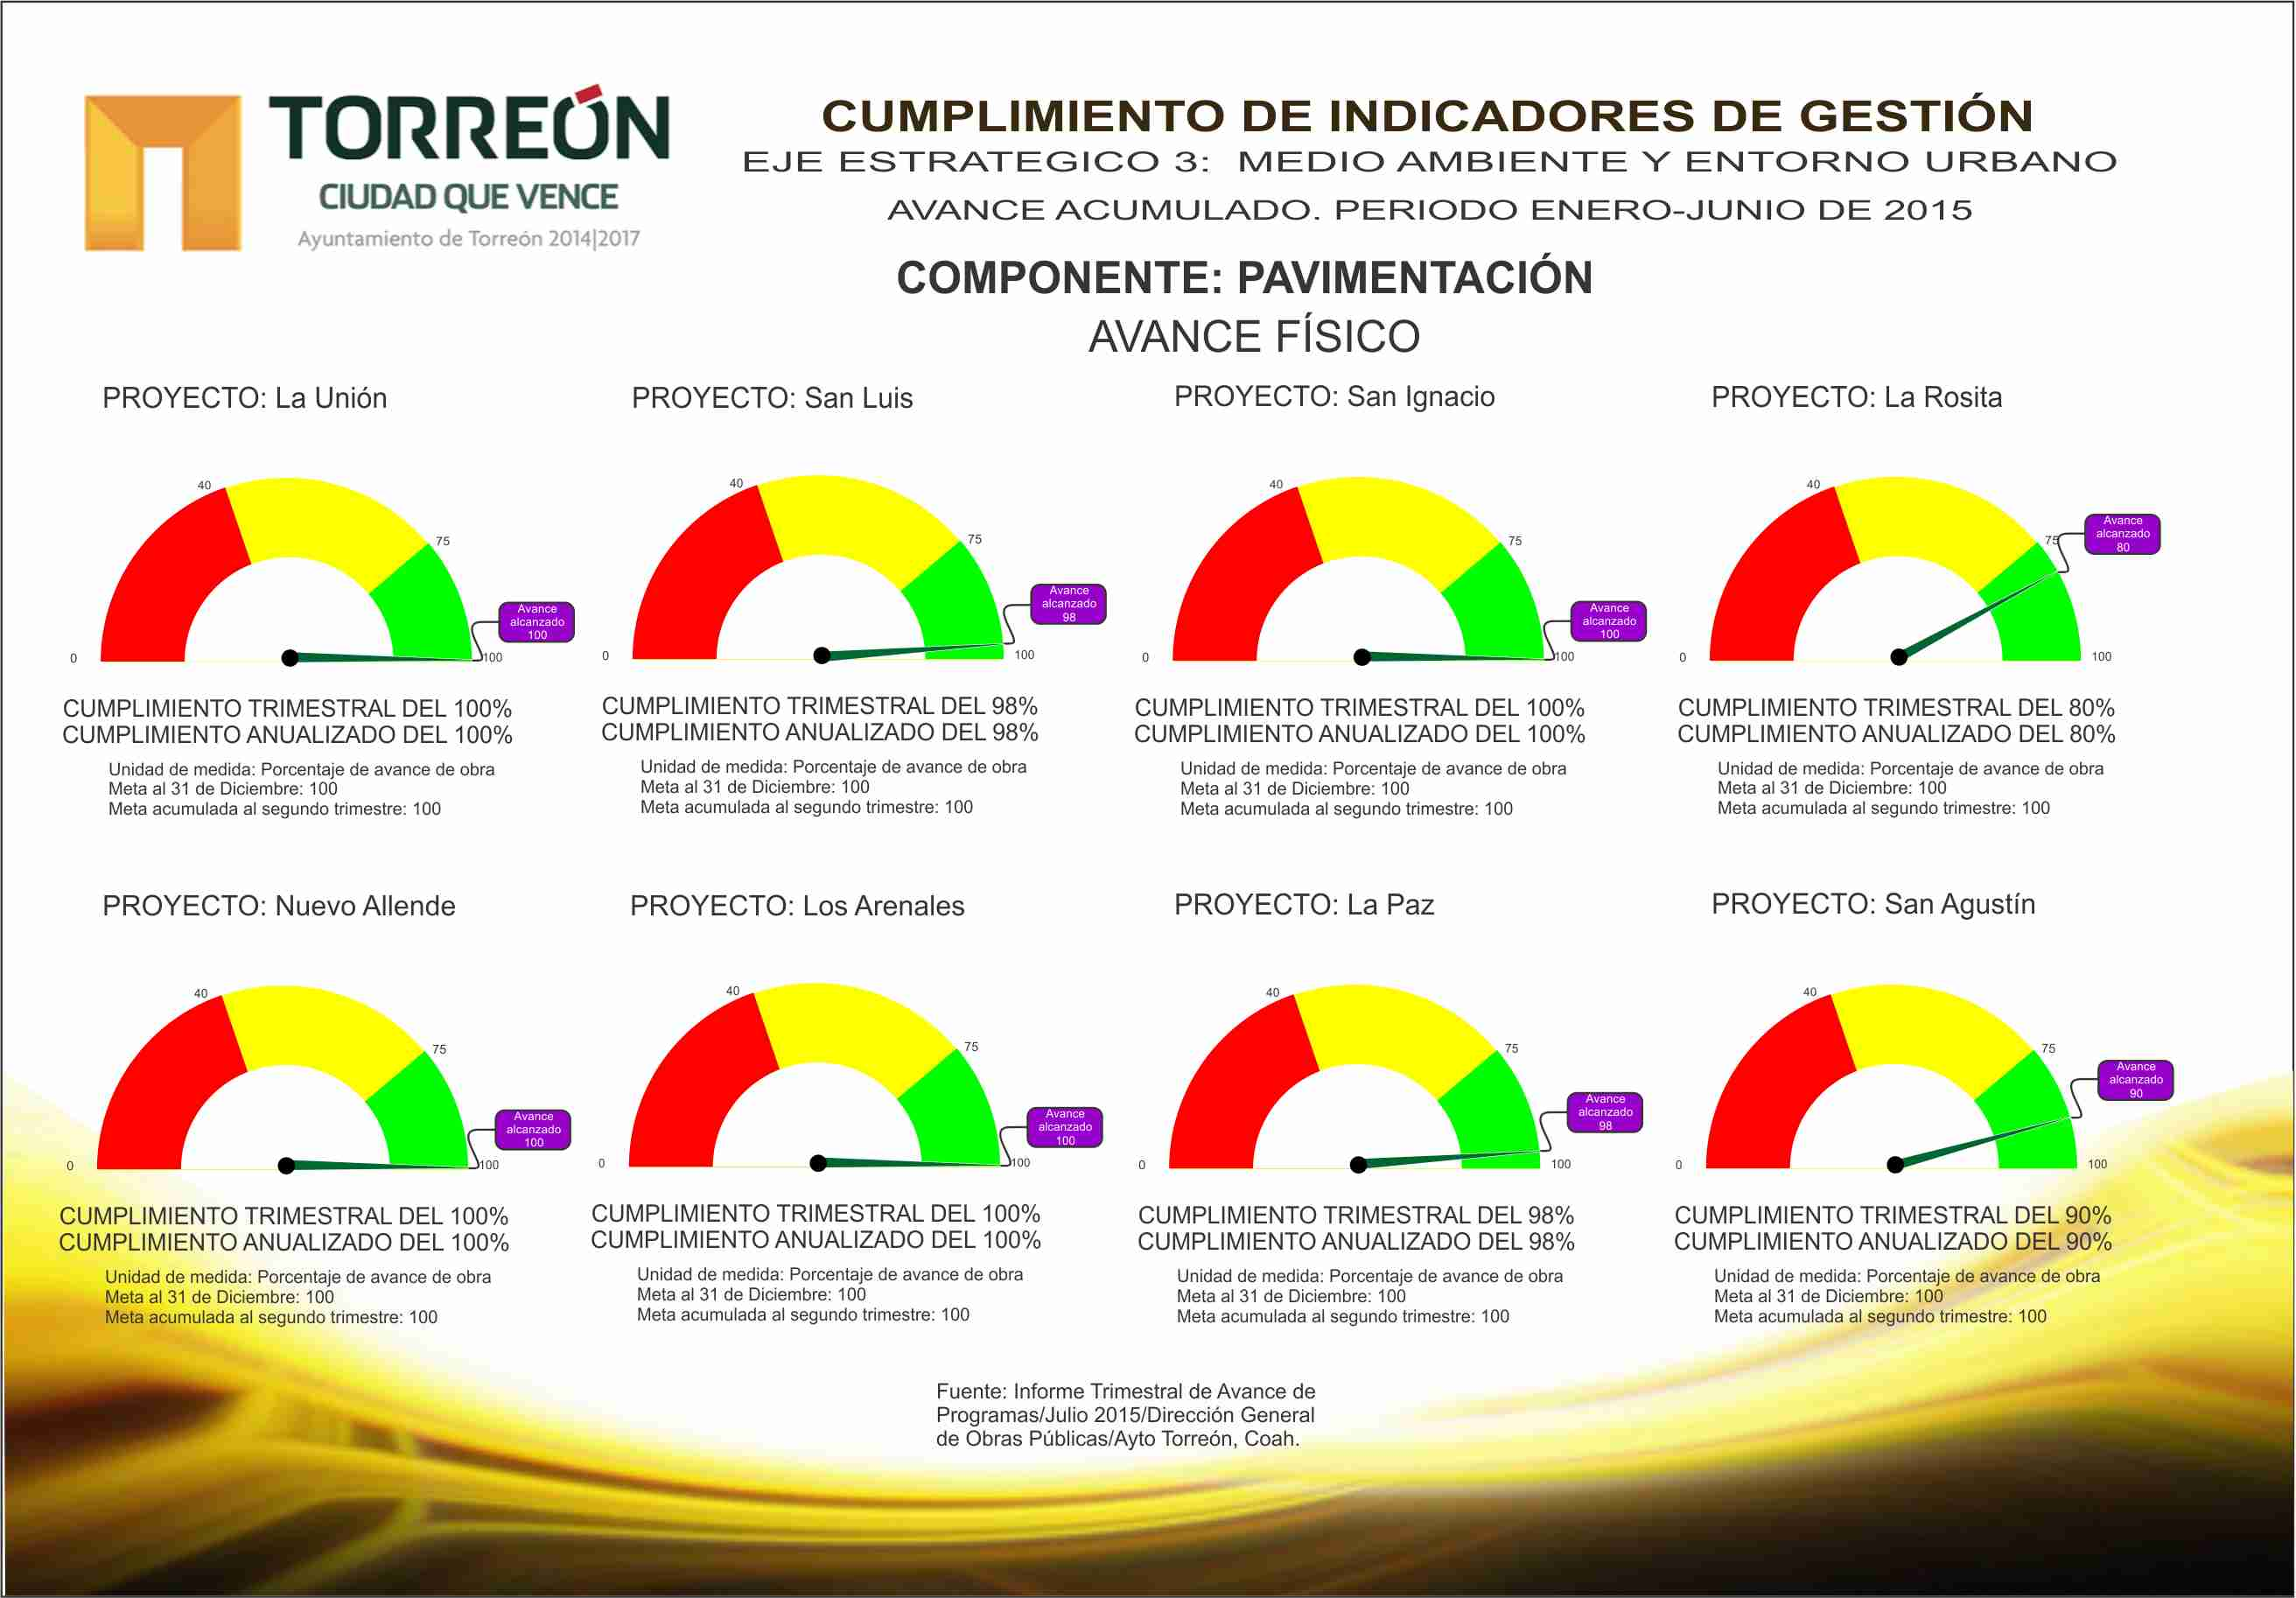 TORREÓN
CIUDAD QUE VENCE
Ayuntamiento de Torreón 2014|2017
CUMPLIMIENTO DE INDICADORES DE GESTIÓN
EJE ESTRATEGICO 3: MEDIO AMBIENTE Y ENTORNO URBANO
AVANCE ACUMULADO. PERIODO ENERO-JUNIO DE 2015
COMPONENTE: PAVIMENTACIÓN
AVANCE FÍSICO
PROYECTO: La Unión
0
40
75
100
Avance
alcanzado
100
CUMPLIMIENTO TRIMESTRAL DEL 100%
CUMPLIMIENTO ANUALIZADO DEL 100%
Unidad de medida: Porcentaje de avance de obra
Meta al 31 de Diciembre: 100
Meta acumulada al segundo trimestre: 100
PROYECTO: San Luis
0
40
75
100
Avance
alcanzado
98
CUMPLIMIENTO TRIMESTRAL DEL 98%
CUMPLIMIENTO ANUALIZADO DEL 98%
Unidad de medida: Porcentaje de avance de obra
Meta al 31 de Diciembre: 100
Meta acumulada al segundo trimestre: 100
PROYECTO: San Ignacio
0
40
75
100
Avance
alcanzado
100
CUMPLIMIENTO TRIMESTRAL DEL 100%
CUMPLIMIENTO ANUALIZADO DEL 100%
Unidad de medida: Porcentaje de avance de obra
Meta al 31 de Diciembre: 100
Meta acumulada al segundo trimestre: 100
PROYECTO: La Rosita
0
40
75
100
Avance
alcanzado
80
CUMPLIMIENTO TRIMESTRAL DEL 80%
CUMPLIMIENTO ANUALIZADO DEL 80%
Unidad de medida: Porcentaje de avance de obra
Meta al 31 de Diciembre: 100
Meta acumulada al segundo trimestre: 100
PROYECTO: Nuevo Allende
0
40
75
100
Avance
alcanzado
100
CUMPLIMIENTO TRIMESTRAL DEL 100%
CUMPLIMIENTO ANUALIZADO DEL 100%
Unidad de medida: Porcentaje de avance de obra
Meta al 31 de Diciembre: 100
Meta acumulada al segundo trimestre: 100
PROYECTO: Los Arenales
0
40
75
100
Avance
alcanzado
100
CUMPLIMIENTO TRIMESTRAL DEL 100%
CUMPLIMIENTO ANUALIZADO DEL 100%
Unidad de medida: Porcentaje de avance de obra
Meta al 31 de Diciembre: 100
Meta acumulada al segundo trimestre: 100
PROYECTO: La Paz
0
40
75
100
Avance
alcanzado
98
CUMPLIMIENTO TRIMESTRAL DEL 98%
CUMPLIMIENTO ANUALIZADO DEL 98%
Unidad de medida: Porcentaje de avance de obra
Meta al 31 de Diciembre: 100
Meta acumulada al segundo trimestre: 100
PROYECTO: San Agustín
0
40
75
100
Avance
alcanzado
90
CUMPLIMIENTO TRIMESTRAL DEL 90%
CUMPLIMIENTO ANUALIZADO DEL 90%
Unidad de medida: Porcentaje de avance de obra
Meta al 31 de Diciembre: 100
Meta acumulada al segundo trimestre: 100
Fuente: Informe Trimestral de Avance de
Programas/Julio 2015/Dirección General
de Obras Públicas/Ayto Torreón, Coah.